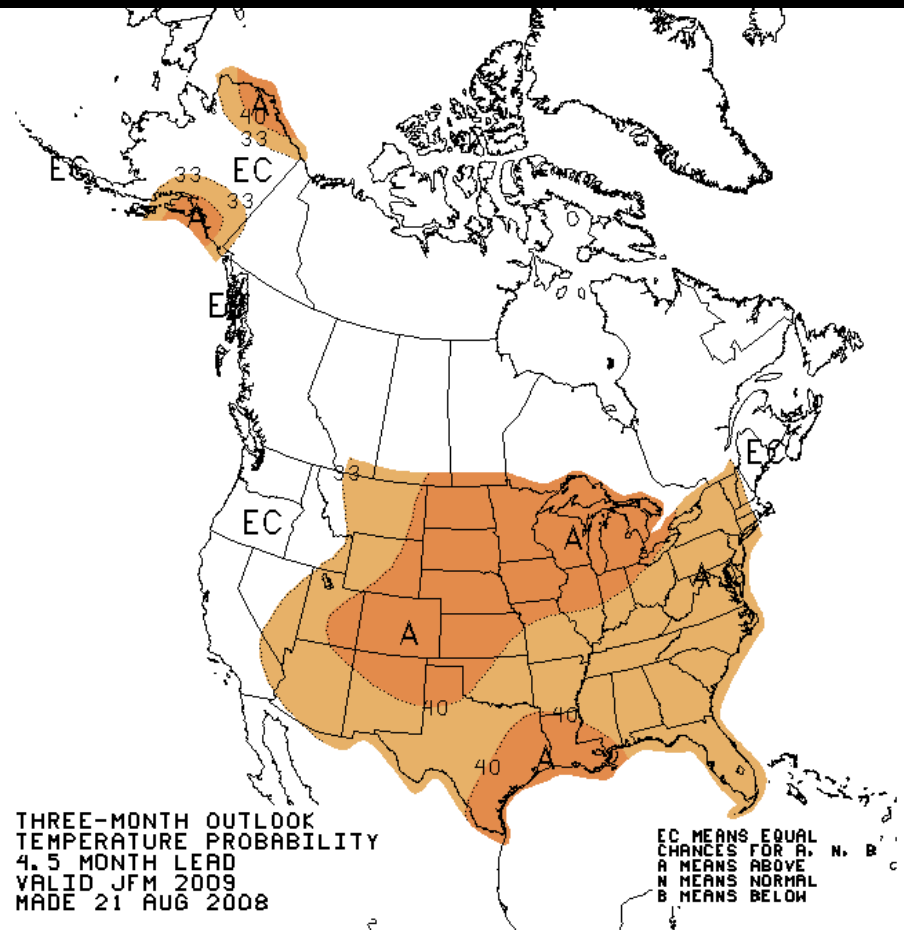 A
40
33
EC
EC
33
33
A
EC
33
EC
EC
A
A
A
40
40
40
A
THREE-MONTH OUTLOOK
TEMPERATURE PROBABILITY
4.5 MONTH LEAD
VALID JFM 2009
MADE 21 AUG 2008
EC MEANS EQUAL
CHANCES FOR A, N, B
A MEANS ABOVE
N MEANS NORMAL
B MEANS BELOW